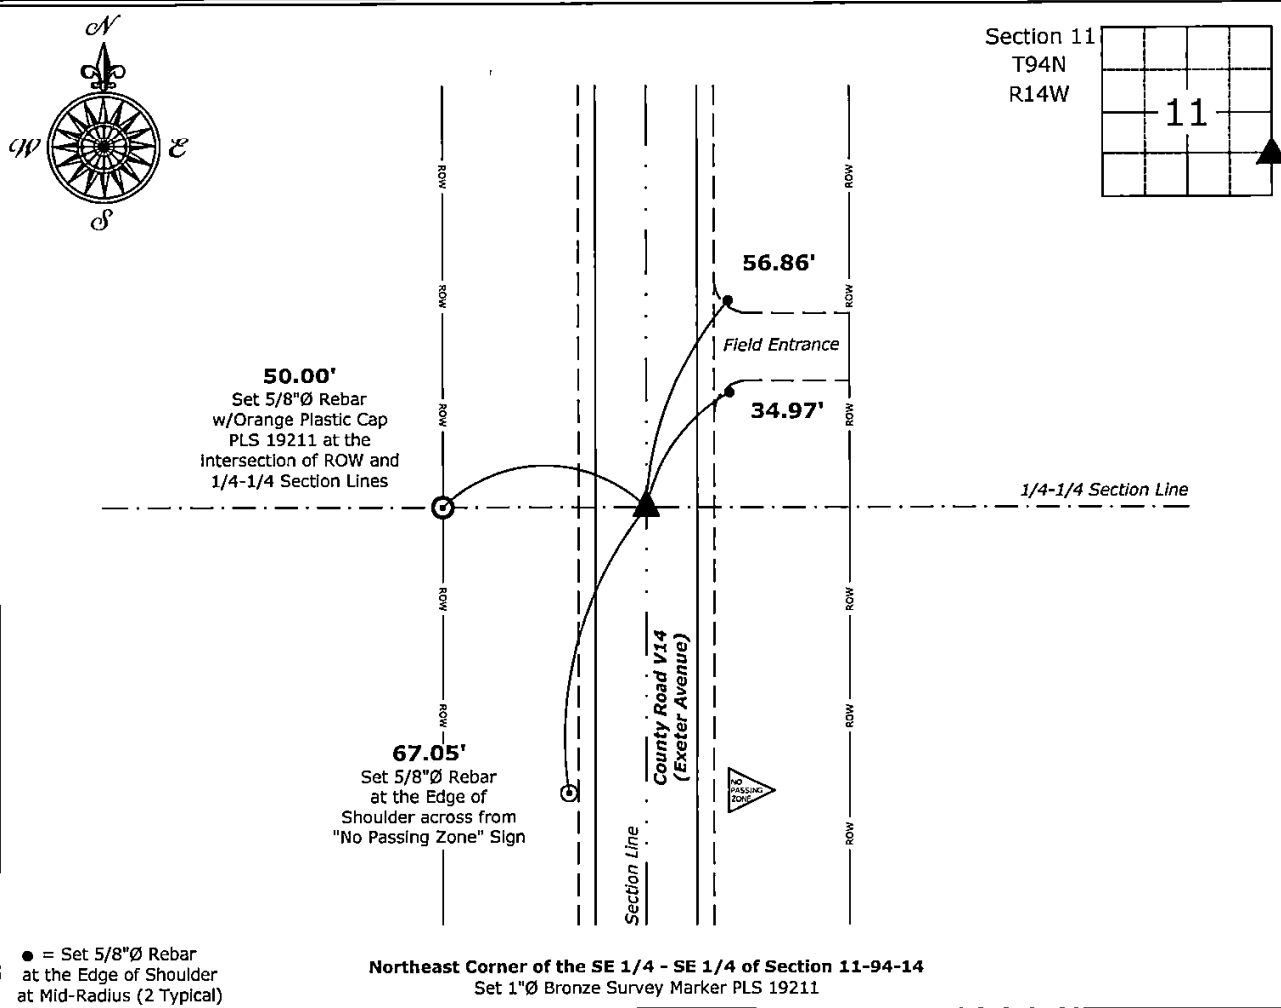 N
W
E
S
Section 11
T94N
R14W
11
ROW
ROW
ROW
ROW
ROW
ROW
ROW
ROW
ROW
ROW
ROW
56.86'
Field Entrance
34.97'
50.00'
Set 5/8"Ø Rebar
w/Orange Plastic Cap
PLS 19211 at the
Intersection of ROW and
1/4-1/4 Section Lines
1/4-1/4 Section Line
County Road V14
(Exeter Avenue)
67.05'
Set 5/8"Ø Rebar
at the Edge of
Shoulder across from
"No Passing Zone" Sign
NO
PASSING
ZONE
Section Line
● = Set 5/8"Ø Rebar
at the Edge of Shoulder
at Mid-Radius (2 Typical)
Northeast Corner of the SE 1/4 - SE 1/4 of Section 11-94-14
Set 1"Ø Bronze Survey Marker PLS 19211